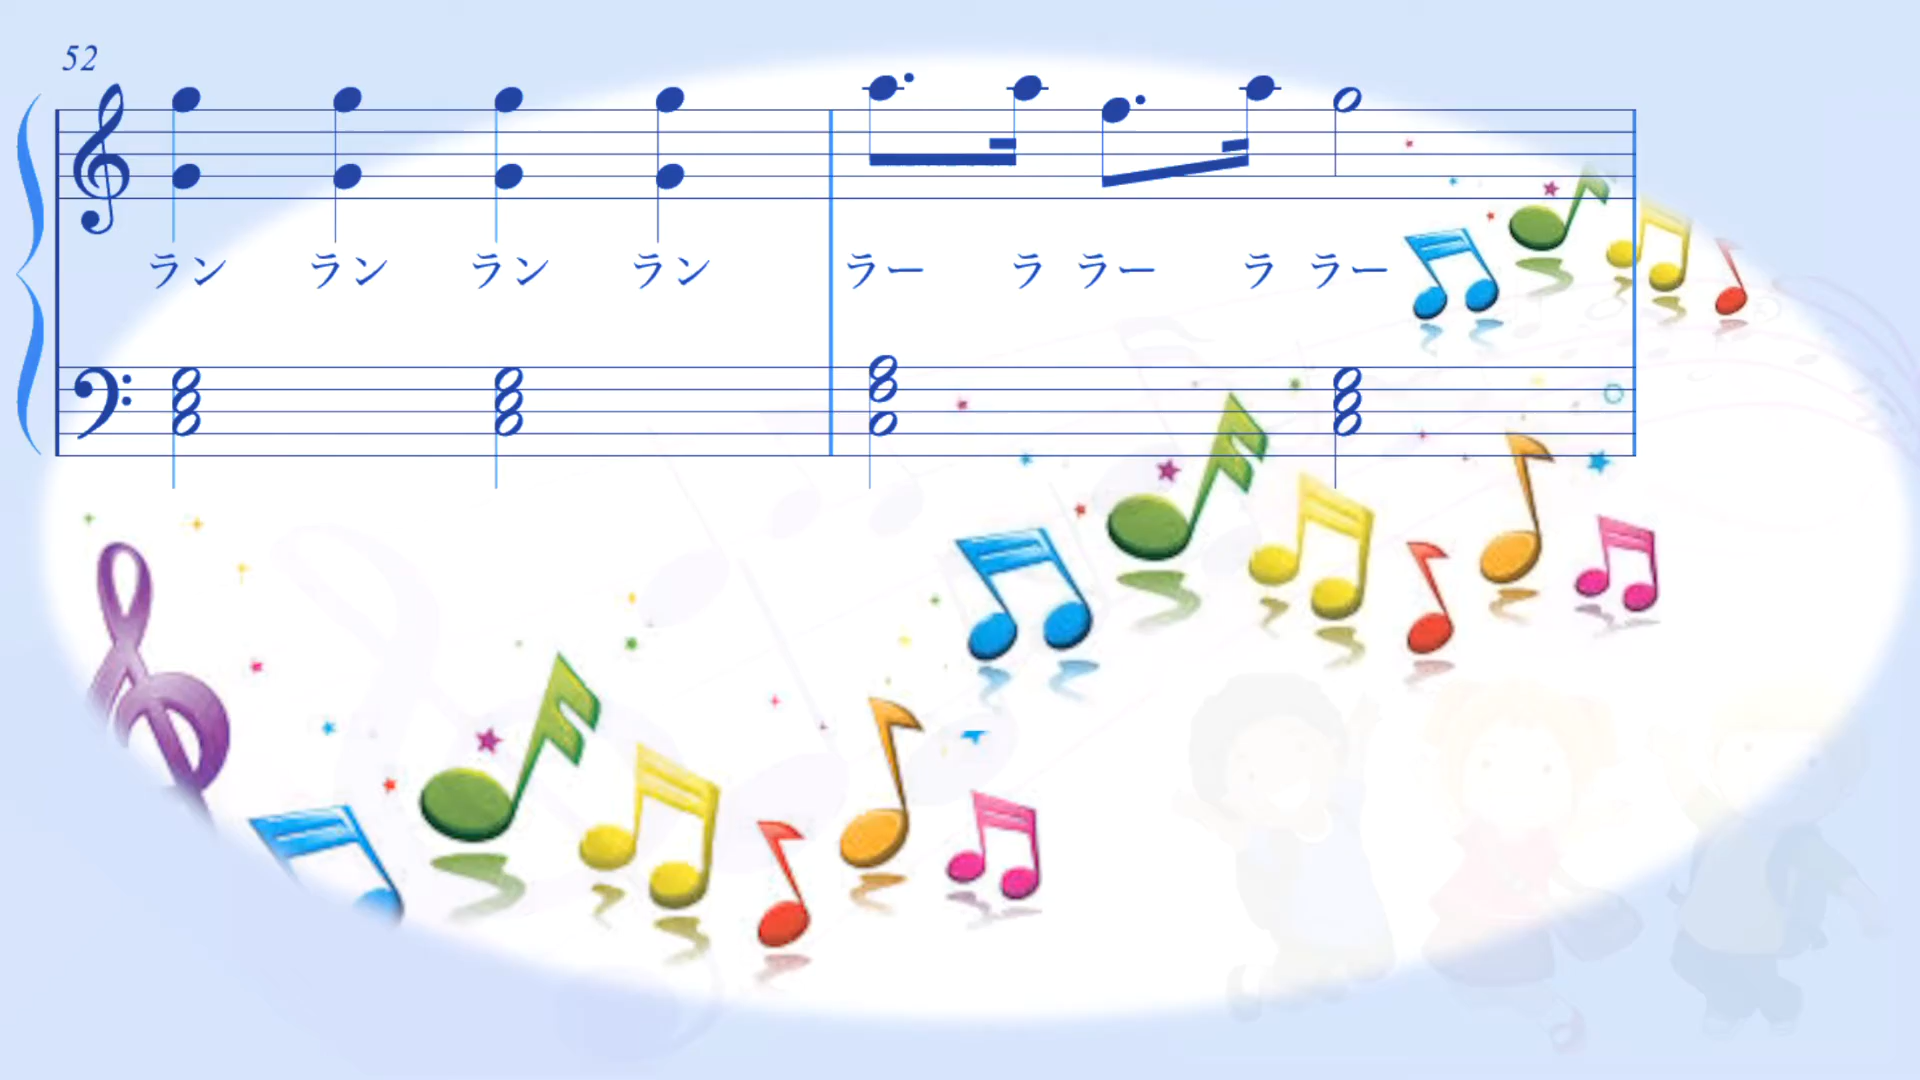 52
ラン ラン ラン ラン ラー ラ ラー ラ ラー